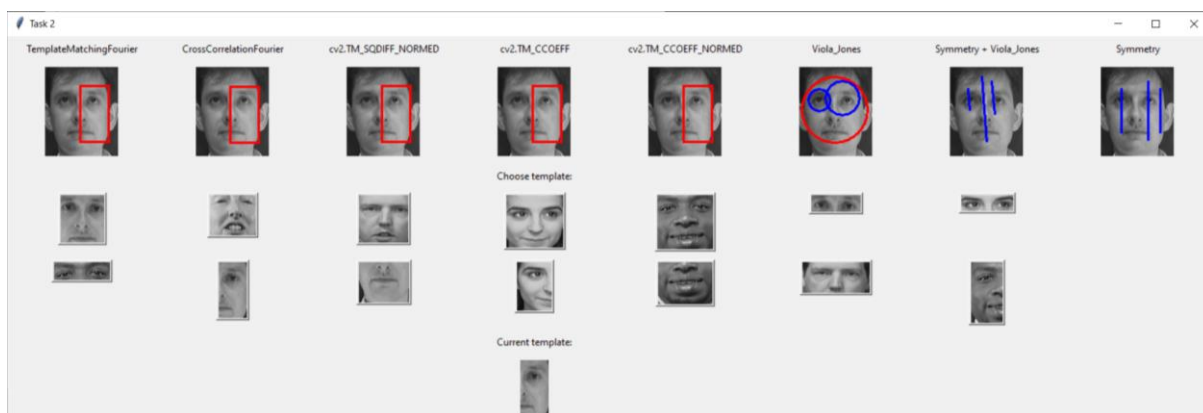 Task 2
TemplateMatchingFourier CrossCorrelationFourier cv2.TM_SQDIFF_NORMED cv2.TM_CCOEFF cv2.TM_CCOEFF_NORMED Viola_Jones Symmetry + Viola_Jones Symmetry
Choose template:
Current template: